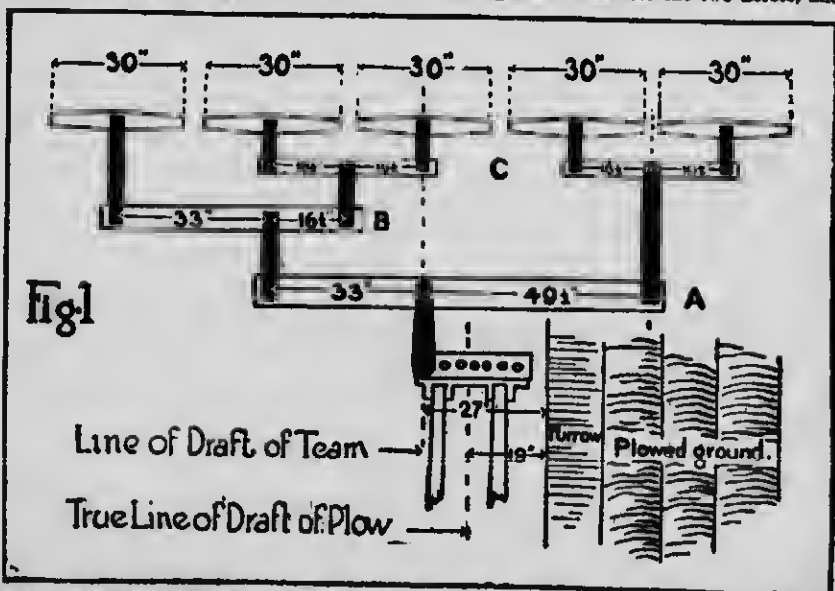 30" 30" 30" 30" 30"
C
33" 16½" B
33" 49½" A
Fig. 1
27"
Line of Draft of Team
19"
Furrow
Plowed ground.
True Line of Draft of Plow